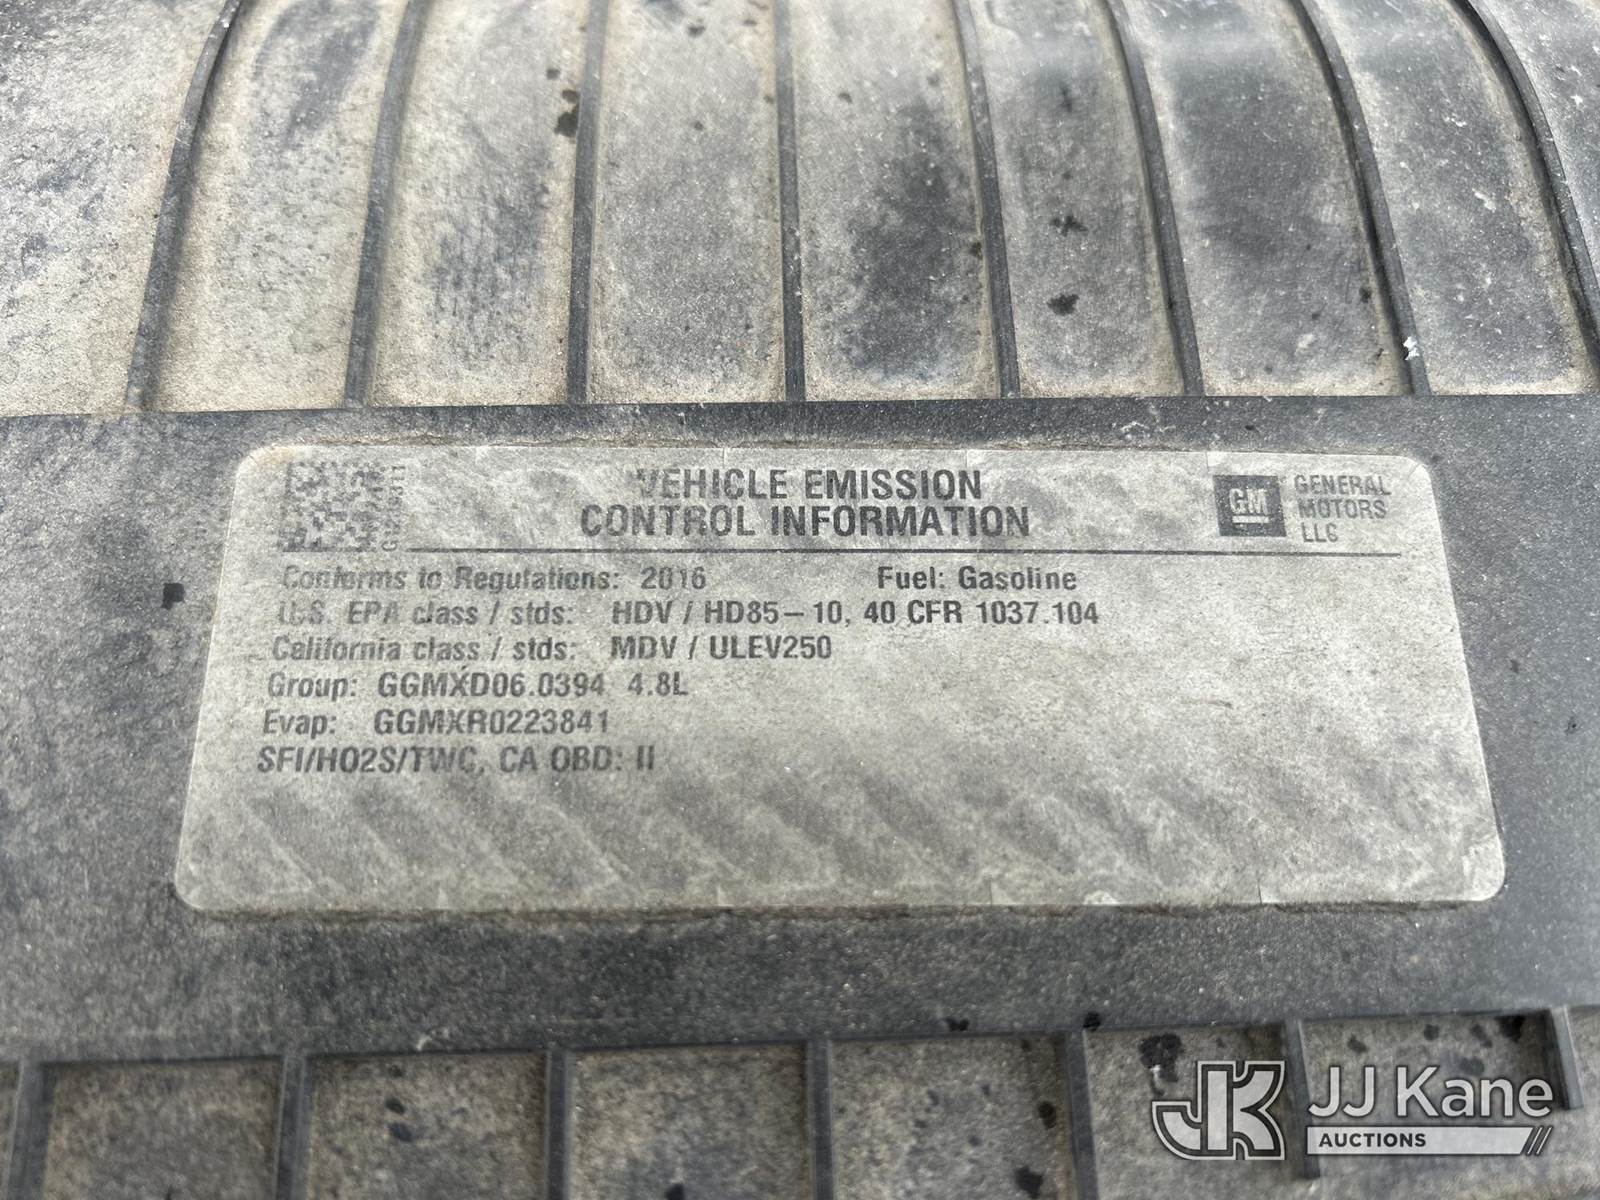 VEHICLE EMISSION
CONTROL INFORMATION
GM
GENERAL
MOTORS
LLC
Conforms to Regulations: 2016 Fuel: Gasoline
U.S. EPA class / stds: HDV / HD85-10, 40 CFR 1037.104
California class / stds: MDV / ULEV250
Group: GGMXD06.0394 4.8L
Evap: GGMXR0223841
SFI/HO2S/TWC, CA OBD: II
JK
JJ Kane
AUCTIONS